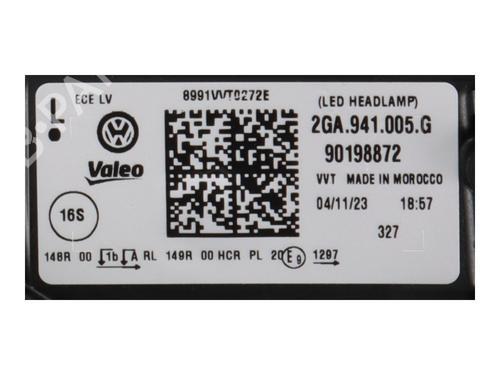 ECE LV
8991VVT0272E
(LED HEADLAMP)
2GA.941.005.G
Valeo
90198872
VVT MADE IN MOROCCO
16S
04/11/23 18:57
327
148R 00 1b A RL 149R 00 HCR PL 20 E9 1297